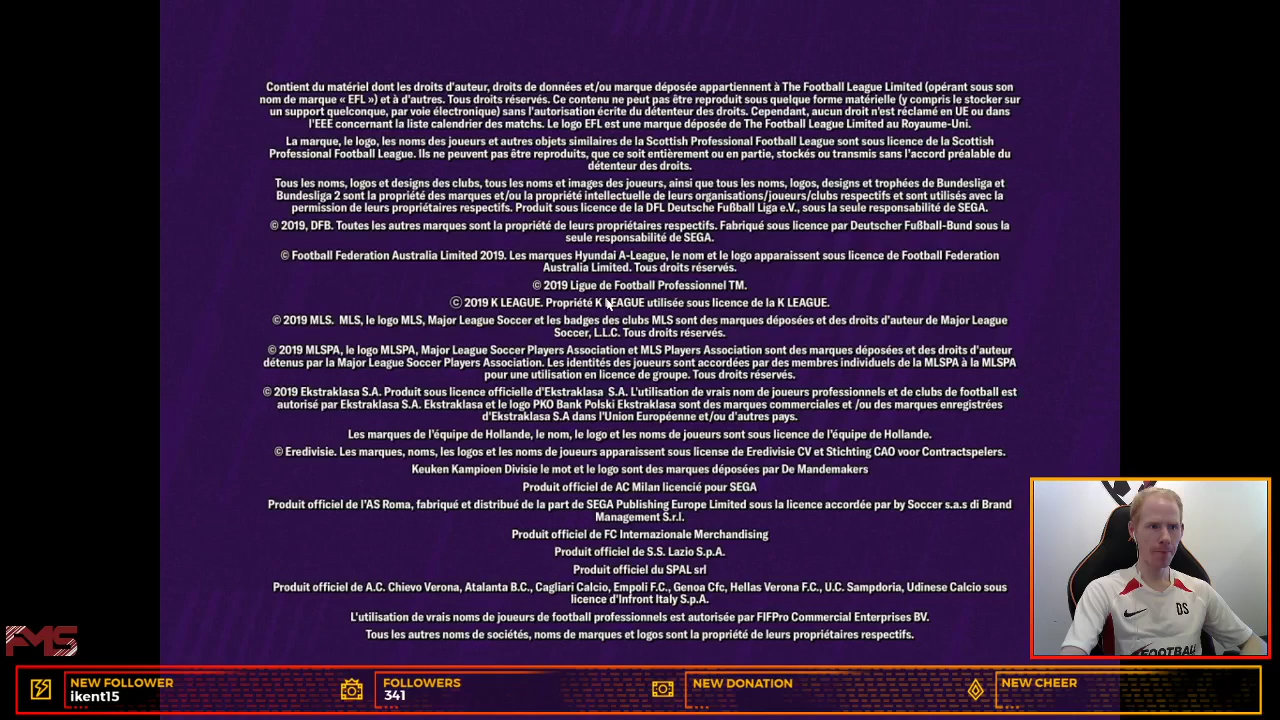 Contient du matériel dont les droits d'auteur, droits de données et/ou marque déposée appartiennent à The Football League Limited (opérant sous son
nom de marque « EFL ») et à d'autres. Tous droits réservés. Ce contenu ne peut pas être reproduit sous quelque forme matérielle (y compris le stocker sur
un support quelconque, par voie électronique) sans l'autorisation écrite du détenteur des droits. Cependant, aucun droit n'est réclamé en UE ou dans
l'EEE concernant la liste calendrier des matchs. Le logo EFL est une marque déposée de The Football League Limited au Royaume-Uni.
La marque, le logo, les noms des joueurs et autres objets similaires de la Scottish Professional Football League sont sous licence de la Scottish
Professional Football League. Ils ne peuvent pas être reproduits, que ce soit entièrement ou en partie, stockés ou transmis sans l'accord préalable du
détenteur des droits.
Tous les noms, logos et designs des clubs, tous les noms et images des joueurs, ainsi que tous les noms, logos, designs et trophées de Bundesliga et
Bundesliga 2 sont la propriété des marques et/ou la propriété intellectuelle de leurs organisations/joueurs/clubs respectifs et sont utilisés avec la
permission de leurs propriétaires respectifs. Produit sous licence de la DFL Deutsche Fußball Liga e.V., sous la seule responsabilité de SEGA.
© 2019, DFB. Toutes les autres marques sont la propriété de leurs propriétaires respectifs. Fabriqué sous licence par Deutscher Fußball-Bund sous la
seule responsabilité de SEGA.
© Football Federation Australia Limited 2019. Les marques Hyundai A-League, le nom et le logo apparaissent sous licence de Football Federation
Australia Limited. Tous droits réservés.
© 2019 Ligue de Football Professionnel TM.
Ⓒ 2019 K LEAGUE. Propriété K LEAGUE utilisée sous licence de la K LEAGUE.
© 2019 MLS. MLS, le logo MLS, Major League Soccer et les badges des clubs MLS sont des marques déposées et des droits d'auteur de Major League
Soccer, L.L.C. Tous droits réservés.
© 2019 MLSPA, le logo MLSPA, Major League Soccer Players Association et MLS Players Association sont des marques déposées et des droits d'auteur
détenus par la Major League Soccer Players Association. Les identités des joueurs sont accordées par des membres individuels de la MLSPA à la MLSPA
pour une utilisation en licence de groupe. Tous droits réservés.
© 2019 Ekstraklasa S.A. Produit sous licence officielle d'Ekstraklasa S.A. L'utilisation de vrais nom de joueurs professionels et de clubs de football est
autorisé par Ekstraklasa S.A. Ekstraklasa et le logo PKO Bank Polski Ekstraklasa sont des marques commerciales et /ou des marques enregistrées
d'Ekstraklasa S.A dans l'Union Européenne et/ou d'autres pays.
Les marques de l'équipe de Hollande, le nom, le logo et les noms de joueurs sont sous licence de l'équipe de Hollande.
© Eredivisie. Les marques, noms, les logos et les noms de joueurs apparaissent sous license de Eredivisie CV et Stichting CAO voor Contractspelers.
Keuken Kampioen Divisie le mot et le logo sont des marques déposées par De Mandemakers
Produit officiel de AC Milan licencié pour SEGA
Produit officiel de l'AS Roma, fabriqué et distribué de la part de SEGA Publishing Europe Limited sous la licence accordée par by Soccer s.a.s di Brand
Management S.r.l.
Produit officiel de FC Internazionale Merchandising
Produit officiel de S.S. Lazio S.p.A.
Produit officiel du SPAL srl
Produit officiel de A.C. Chievo Verona, Atalanta B.C., Cagliari Calcio, Empoli F.C., Genoa Cfc, Hellas Verona F.C., U.C. Sampdoria, Udinese Calcio sous
licence d'Infront Italy S.p.A.
L'utilisation de vrais noms de joueurs de football professionnels est autorisée par FIFPro Commercial Enterprises BV.
Tous les autres noms de sociétés, noms de marques et logos sont la propriété de leurs propriétaires respectifs.
DS
FOOTBALL
FMS
NEW FOLLOWER
ikent15
FOLLOWERS
341
NEW DONATION
NEW CHEER